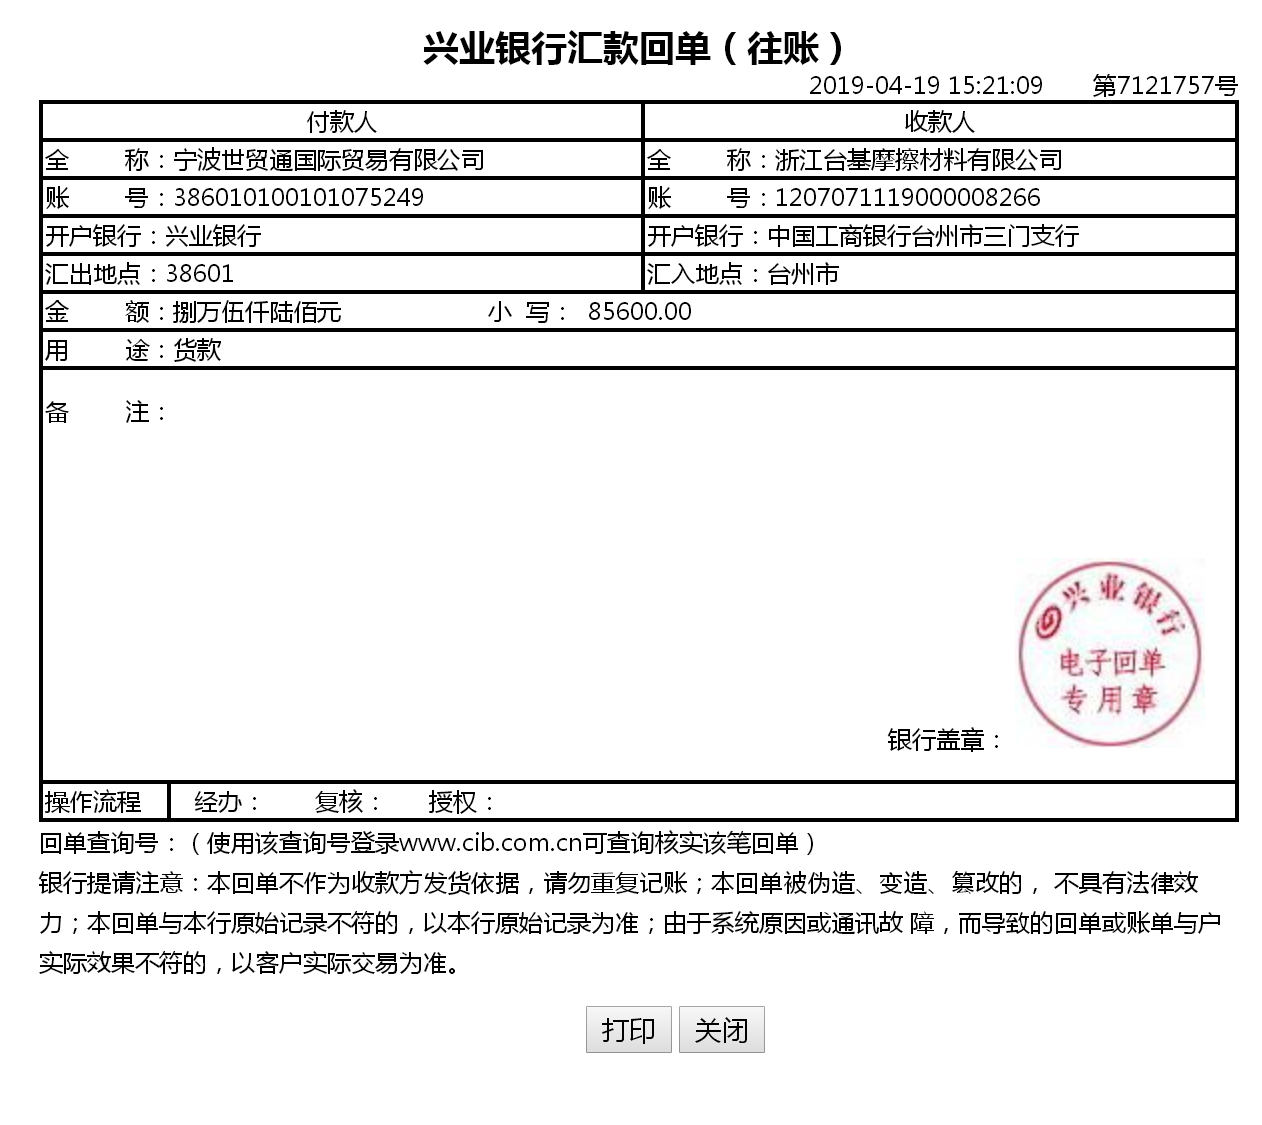 兴业银行汇款回单（往账）
2019-04-19 15:21:09 第7121757号
付款人 收款人
全 称：宁波世贸通国际贸易有限公司 全 称：浙江台基摩擦材料有限公司
账 号：386010100101075249 账 号：1207071119000008266
开户银行：兴业银行 开户银行：中国工商银行台州市三门支行
汇出地点：38601 汇入地点：台州市
金 额：捌万伍仟陆佰元 小 写： 85600.00
用 途：货款
备 注：
兴业银行
电子回单
专用章
银行盖章：
操作流程 经办： 复核： 授权：
回单查询号：（使用该查询号登录www.cib.com.cn可查询核实该笔回单）
银行提请注意：本回单不作为收款方发货依据，请勿重复记账；本回单被伪造、变造、篡改的， 不具有法律效
力；本回单与本行原始记录不符的，以本行原始记录为准；由于系统原因或通讯故 障，而导致的回单或账单与户
实际效果不符的，以客户实际交易为准。
打印 关闭